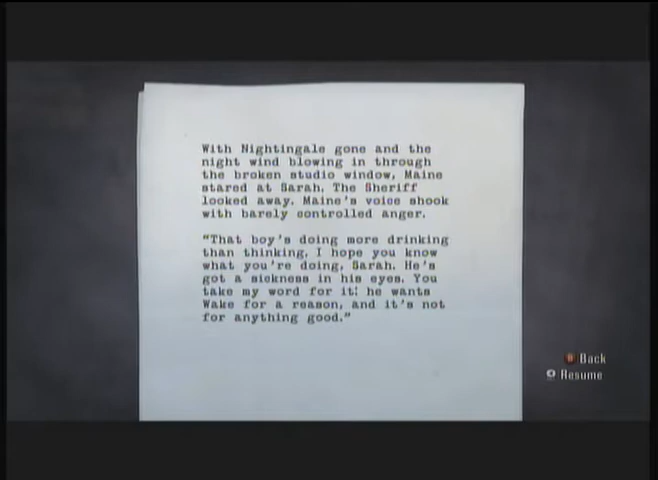 With Nightingale gone and the
night wind blowing in through
the broken studio window, Maine
stared at Sarah. The Sheriff
looked away. Maine's voice shook
with barely controlled anger.
"That boy's doing more drinking
than thinking. I hope you know
what you're doing, Sarah. He's
got a sickness in his eyes. You
take my word for it: he wants
Wake for a reason, and it's not
for anything good."
B Back
Resume